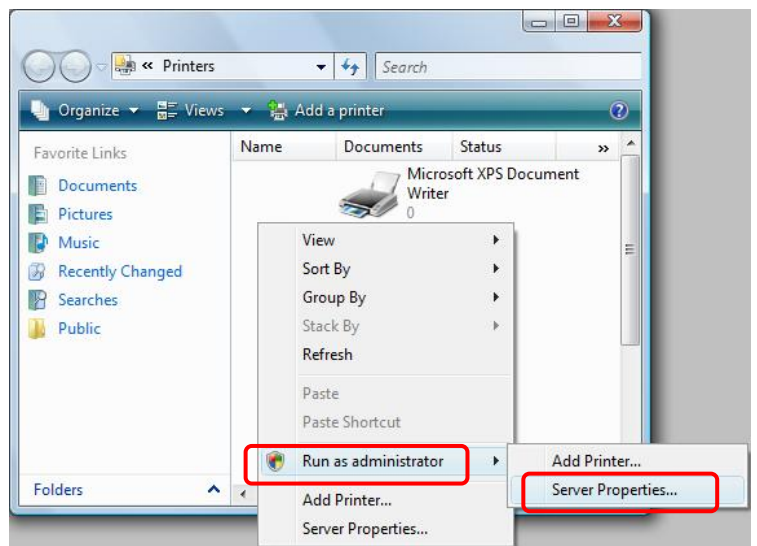 « Printers
Search
Organize Views Add a printer
Favorite Links
Documents
Pictures
Music
Recently Changed
Searches
Public
Folders
Name Documents Status »
Microsoft XPS Document
Writer
0
View
Sort By
Group By
Stack By
Refresh
Paste
Paste Shortcut
Run as administrator
Add Printer...
Server Properties...
Add Printer...
Server Properties...